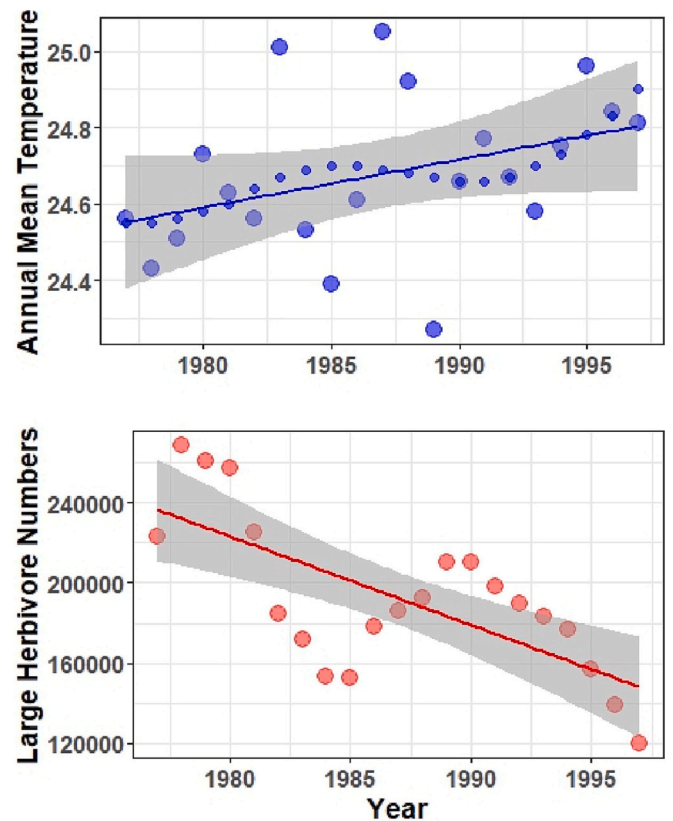 Annual Mean Temperature
25.0
24.8
24.6
24.4
1980 1985 1990 1995
Large Herbivore Numbers
240000
200000
160000
120000
1980 1985 1990 1995
Year